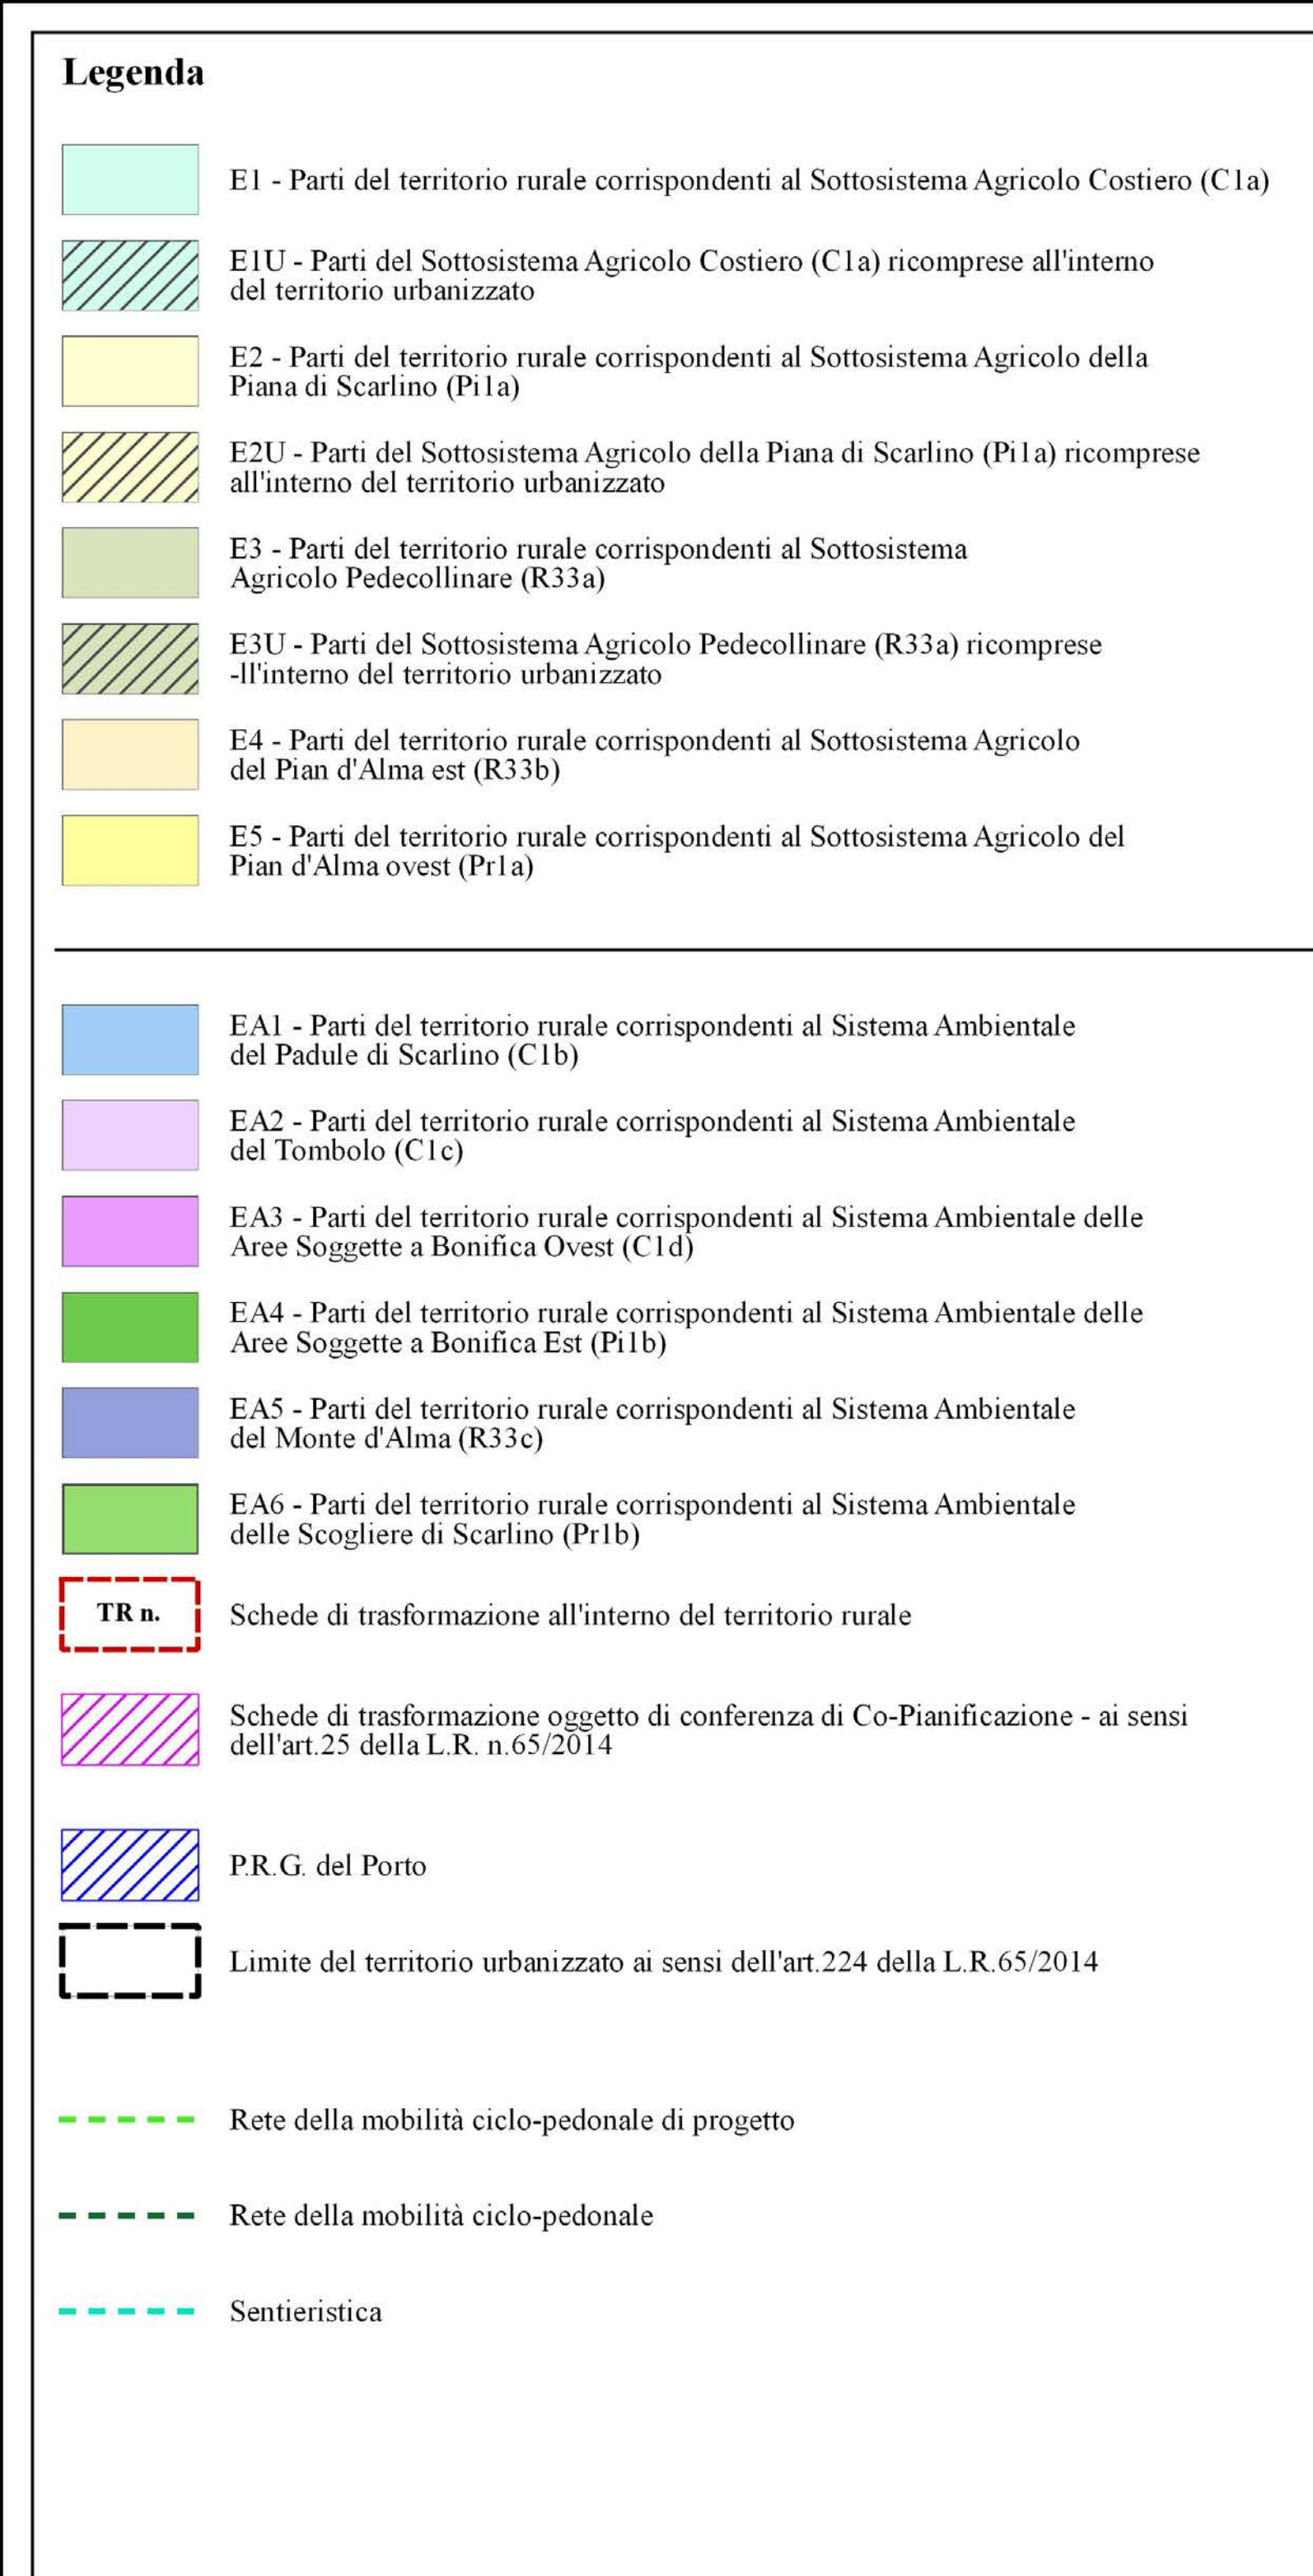 Legenda
E1 - Parti del territorio rurale corrispondenti al Sottosistema Agricolo Costiero (C1a)
E1U - Parti del Sottosistema Agricolo Costiero (C1a) ricomprese all'interno
del territorio urbanizzato
E2 - Parti del territorio rurale corrispondenti al Sottosistema Agricolo della
Piana di Scarlino (Pi1a)
E2U - Parti del Sottosistema Agricolo della Piana di Scarlino (Pi1a) ricomprese
all'interno del territorio urbanizzato
E3 - Parti del territorio rurale corrispondenti al Sottosistema
Agricolo Pedecollinare (R33a)
E3U - Parti del Sottosistema Agricolo Pedecollinare (R33a) ricomprese
-ll'interno del territorio urbanizzato
E4 - Parti del territorio rurale corrispondenti al Sottosistema Agricolo
del Pian d'Alma est (R33b)
E5 - Parti del territorio rurale corrispondenti al Sottosistema Agricolo del
Pian d'Alma ovest (Pr1a)
EA1 - Parti del territorio rurale corrispondenti al Sistema Ambientale
del Padule di Scarlino (C1b)
EA2 - Parti del territorio rurale corrispondenti al Sistema Ambientale
del Tombolo (C1c)
EA3 - Parti del territorio rurale corrispondenti al Sistema Ambientale delle
Aree Soggette a Bonifica Ovest (C1d)
EA4 - Parti del territorio rurale corrispondenti al Sistema Ambientale delle
Aree Soggette a Bonifica Est (Pi1b)
EA5 - Parti del territorio rurale corrispondenti al Sistema Ambientale
del Monte d'Alma (R33c)
EA6 - Parti del territorio rurale corrispondenti al Sistema Ambientale
delle Scogliere di Scarlino (Pr1b)
TR n. Schede di trasformazione all'interno del territorio rurale
Schede di trasformazione oggetto di conferenza di Co-Pianificazione - ai sensi
dell'art.25 della L.R. n.65/2014
P.R.G. del Porto
Limite del territorio urbanizzato ai sensi dell'art.224 della L.R.65/2014
Rete della mobilità ciclo-pedonale di progetto
Rete della mobilità ciclo-pedonale
Sentieristica